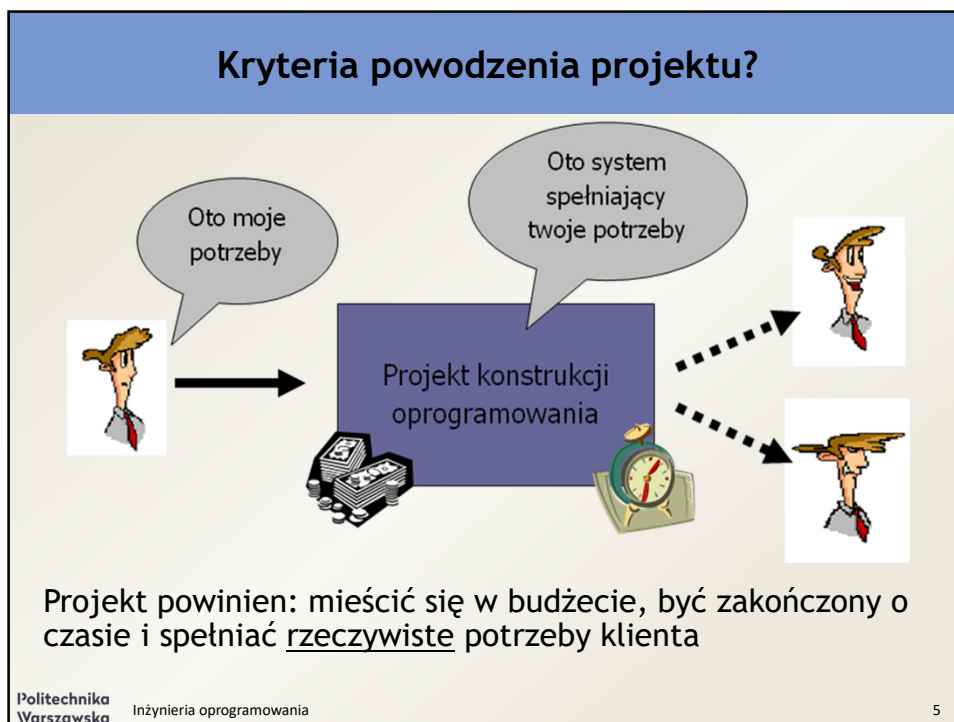 Kryteria powodzenia projektu?
Oto moje
potrzeby
Oto system
spełniający
twoje potrzeby
Projekt konstrukcji
oprogramowania
Projekt powinien: mieścić się w budżecie, być zakończony o
czasie i spełniać rzeczywiste potrzeby klienta
Politechnika
Warszawska
Inżynieria oprogramowania
5